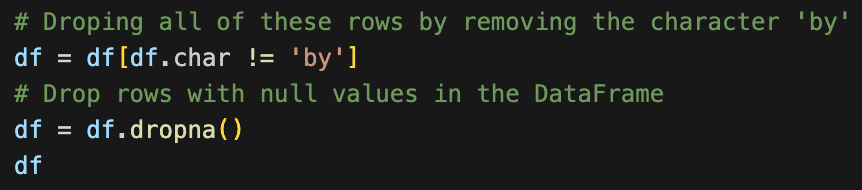 # Droping all of these rows by removing the character 'by'
df = df[df.char != 'by']
# Drop rows with null values in the DataFrame
df = df.dropna()
df